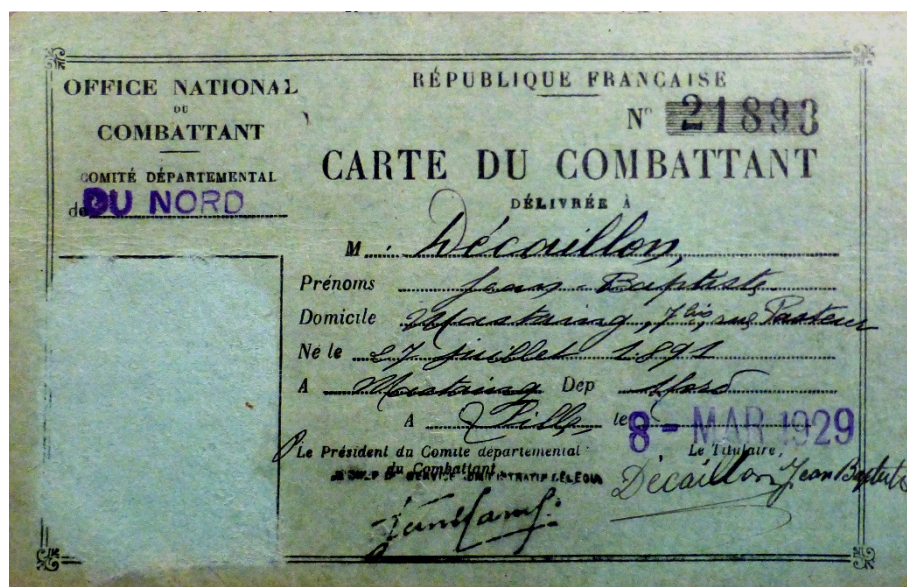 OFFICE NATIONAL
DU
COMBATTANT
COMITÉ DÉPARTEMENTAL
de DU NORD
RÉPUBLIQUE FRANÇAISE
N° 21893
CARTE DU COMBATTANT
DÉLIVRÉE À
M. Décaillon,
Prénoms Jean-Baptiste
Domicile Mastaing, 7 bis, rue Pasteur
Né le 27 juillet 1891
A Mastaing Dep Nord
A Lille le 8 - MAR 1929
Le Président du Comité départemental
du Combattant
Le Titulaire,
Décaillon Jean Baptiste